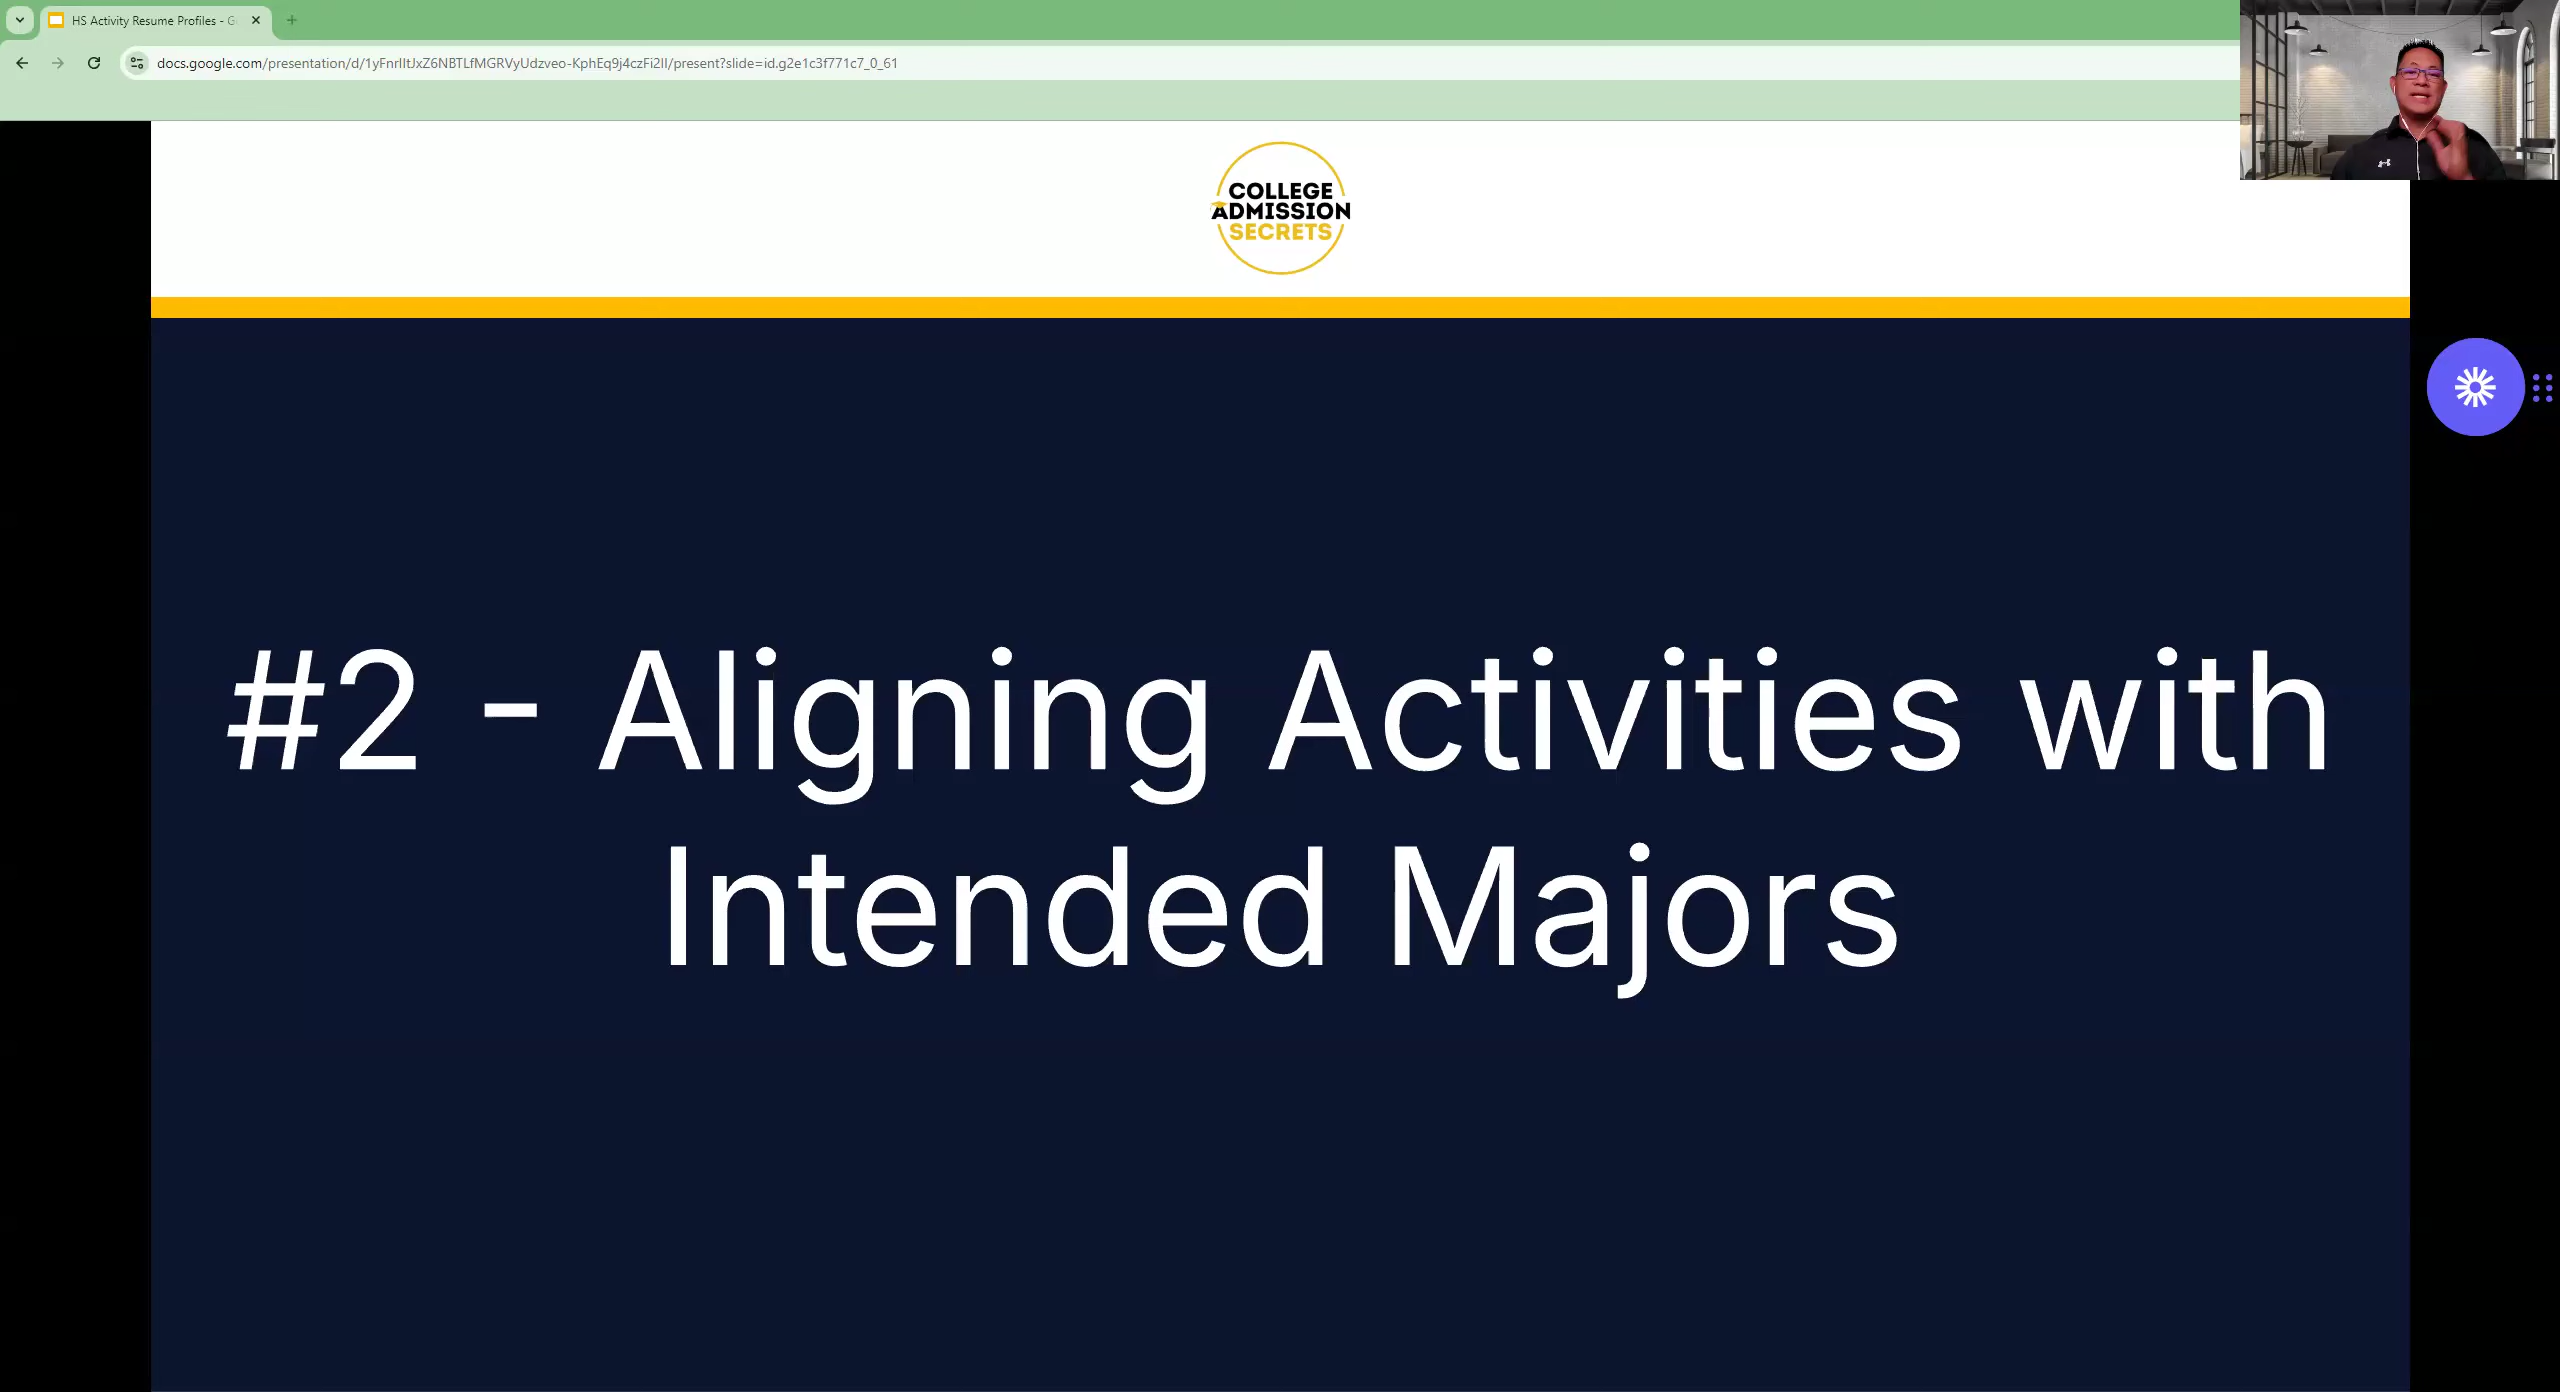 HS Activity Resume Profiles - G
docs.google.com/presentation/d/1yFnrIItJxZ6NBTLfMGRVyUdzveo-KphEq9j4czFi2lI/present?slide=id.g2e1c3f771c7_0_61
COLLEGE
ADMISSION
SECRETS
#2 - Aligning Activities with
Intended Majors